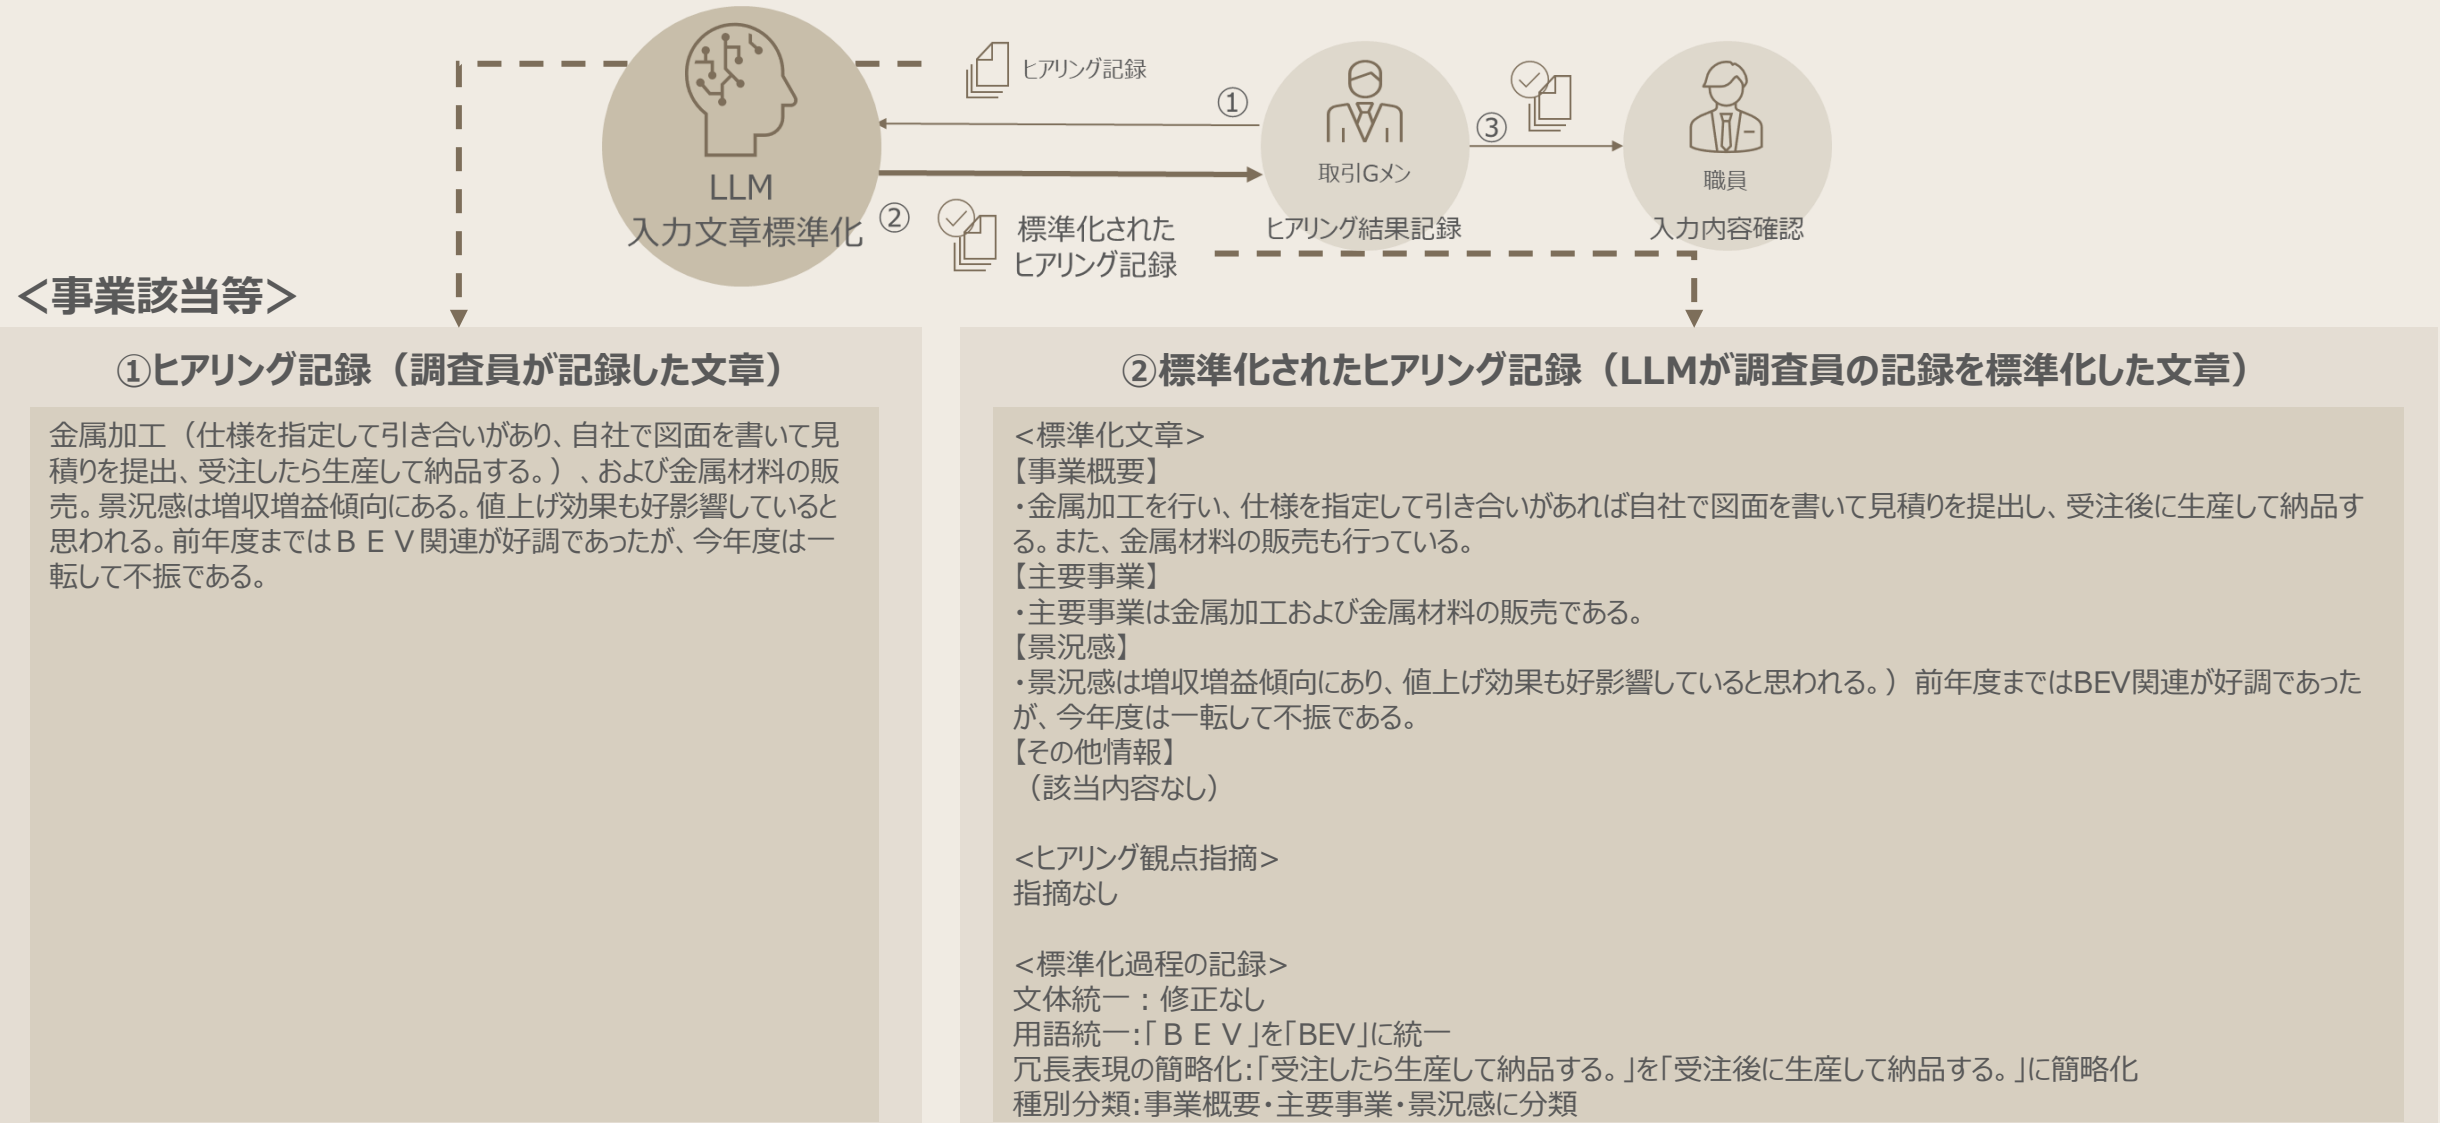 ヒアリング記録
①
③
LLM
入力文章標準化
②
標準化された
ヒアリング記録
取引Gメン
ヒアリング結果記録
職員
入力内容確認
＜事業該当等＞
①ヒアリング記録（調査員が記録した文章）
金属加工（仕様を指定して引き合いがあり、自社で図面を書いて見
積りを提出、受注したら生産して納品する。）、および金属材料の販
売。景況感は増収増益傾向にある。値上げ効果も好影響していると
思われる。前年度まではＢＥＶ関連が好調であったが、今年度は一
転して不振である。
②標準化されたヒアリング記録（LLMが調査員の記録を標準化した文章）
<標準化文章>
【事業概要】
・金属加工を行い、仕様を指定して引き合いがあれば自社で図面を書いて見積りを提出し、受注後に生産して納品す
る。また、金属材料の販売も行っている。
【主要事業】
・主要事業は金属加工および金属材料の販売である。
【景況感】
・景況感は増収増益傾向にあり、値上げ効果も好影響していると思われる。）前年度まではBEV関連が好調であった
が、今年度は一転して不振である。
【その他情報】
（該当内容なし）
<ヒアリング観点指摘>
指摘なし
<標準化過程の記録>
文体統一：修正なし
用語統一:「ＢＥＶ」を「BEV」に統一
冗長表現の簡略化:「受注したら生産して納品する。」を「受注後に生産して納品する。」に簡略化
種別分類:事業概要・主要事業・景況感に分類